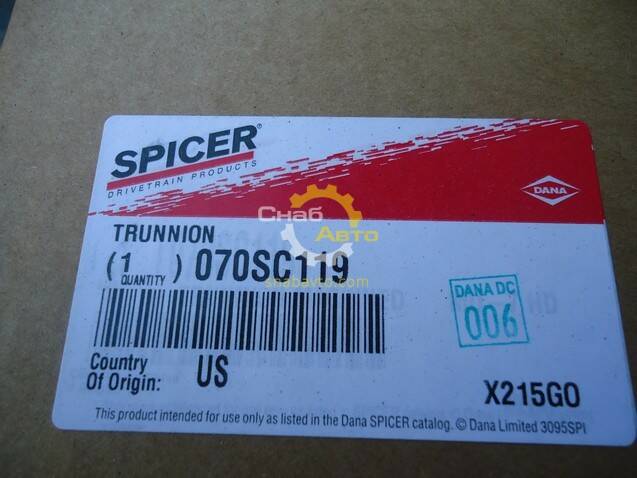 SPICER®
DRIVETRAIN PRODUCTS
DANA
Снаб
Авто
TRUNNION
(1 ) 070SC119
QUANTITY
snabavto.com
DANA DC
006
Country
Of Origin: US
X215GO
This product intended for use only as listed in the Dana SPICER catalog. © Dana Limited 3095SPI